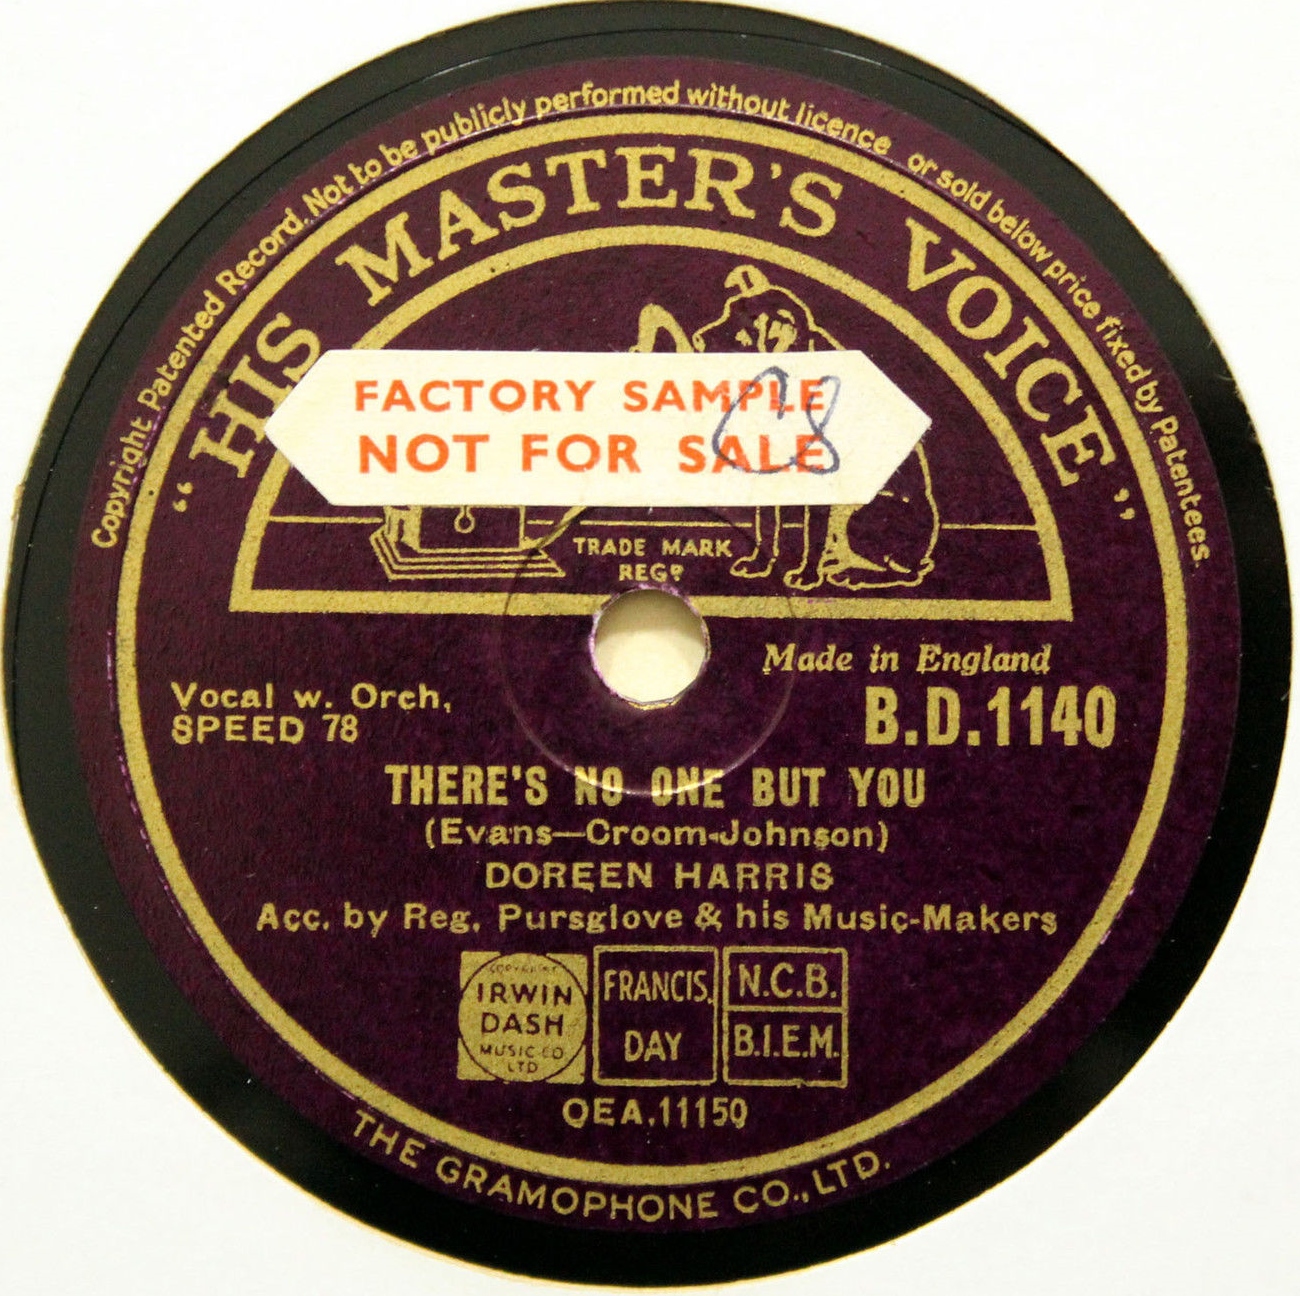 Copyright Patented Record. Not to be publicly performed without licence or sold below price fixed by Patentees.
"HIS MASTER'S VOICE"
FACTORY SAMPLE
NOT FOR SALE
TRADE MARK
REGD
Made in England
Vocal w. Orch.
SPEED 78
B.D.1140
THERE'S NO ONE BUT YOU
(Evans—Croom-Johnson)
DOREEN HARRIS
Acc. by Reg. Pursglove & his Music-Makers
COPYRIGHT
IRWIN
DASH
MUSIC CO
LTD
FRANCIS,
DAY
N.C.B.
B.I.E.M.
OEA.11150
THE GRAMOPHONE CO., LTD.